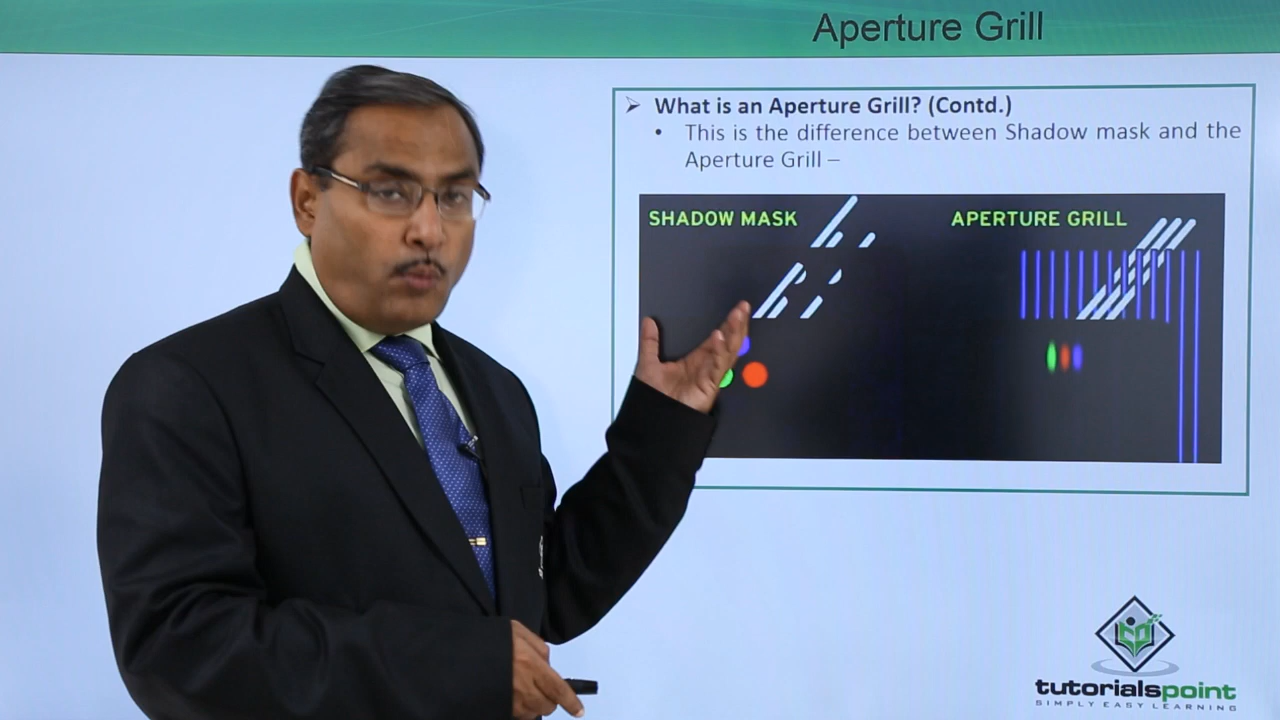 Aperture Grill
➢ What is an Aperture Grill? (Contd.)
• This is the difference between Shadow mask and the
Aperture Grill –
SHADOW MASK
APERTURE GRILL
tutorialspoint
SIMPLY EASY LEARNING